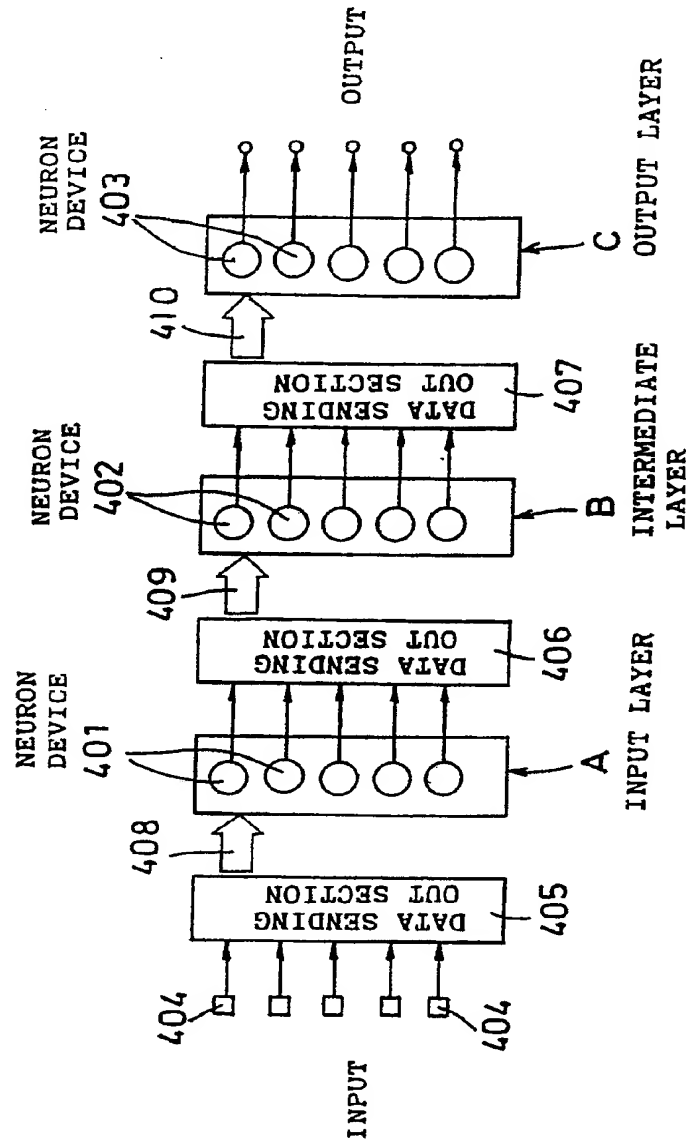 NEURON
DEVICE
401
NEURON
DEVICE
402
NEURON
DEVICE
403
408
409
410
404
INPUT
404
DATA SENDING
OUT SECTION
405
DATA SENDING
OUT SECTION
406
DATA SENDING
OUT SECTION
407
OUTPUT
A
INPUT LAYER
B
INTERMEDIATE
LAYER
C
OUTPUT LAYER